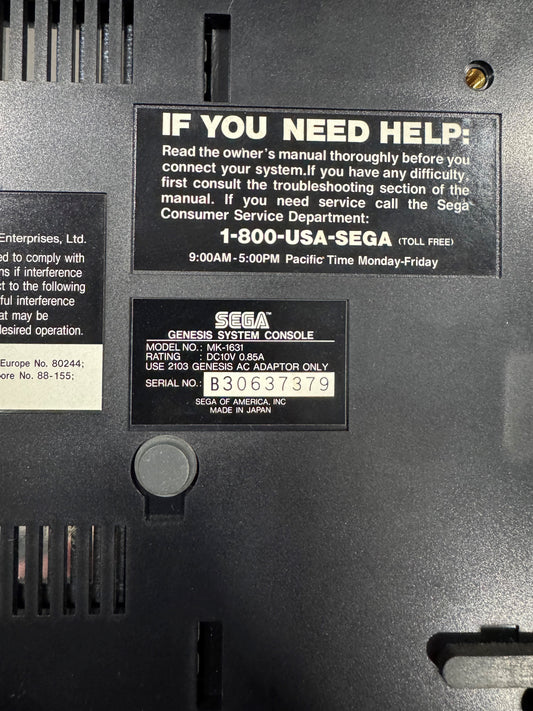 IF YOU NEED HELP:
Read the owner's manual thoroughly before you
connect your system.If you have any difficulty,
first consult the troubleshooting section of the
manual. If you need service call the Sega
Consumer Service Department:
1-800-USA-SEGA (TOLL FREE)
9:00AM-5:00PM Pacific Time Monday-Friday
Enterprises, Ltd.
ed to comply with
ns if interference
ct to the following
ful interference
at may be
desired operation.
Europe No. 80244;
ore No. 88-155;
SEGA™
GENESIS SYSTEM CONSOLE
MODEL NO.: MK-1631
RATING : DC10V 0.85A
USE 2103 GENESIS AC ADAPTOR ONLY
SERIAL NO.: B30637379
SEGA OF AMERICA, INC
MADE IN JAPAN